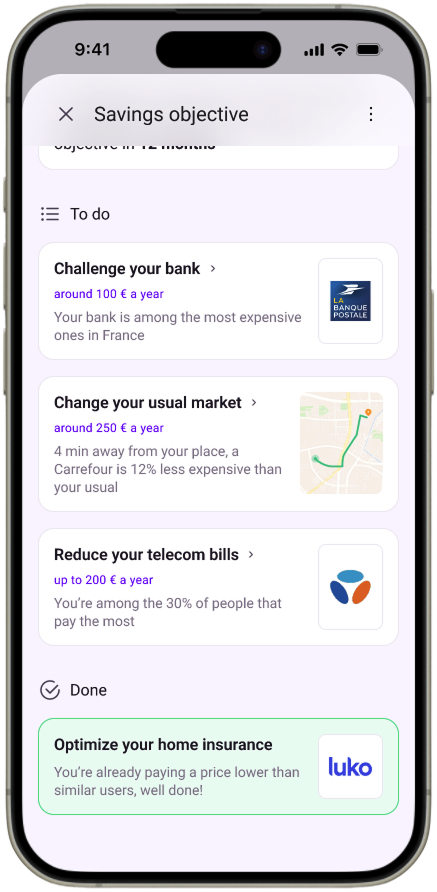 9:41
Savings objective
objective in 12 months
To do
Challenge your bank
around 100 € a year
Your bank is among the most expensive
ones in France
LA
BANQUE
POSTALE
Change your usual market
around 250 € a year
4 min away from your place, a
Carrefour is 12% less expensive than
your usual
Reduce your telecom bills
up to 200 € a year
You’re among the 30% of people that
pay the most
Done
Optimize your home insurance
You’re already paying a price lower than
similar users, well done!
luko